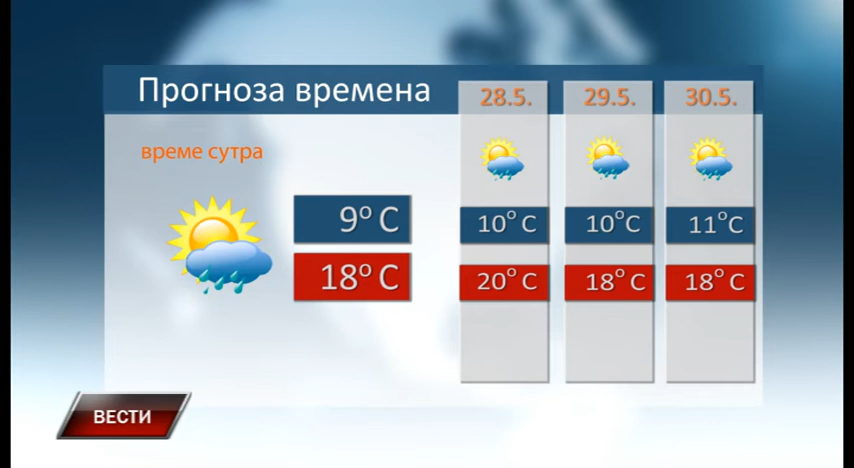 Прогноза времена
време сутра
9° C
18° C
28.5.
10° C
20° C
29.5.
10°C
18° C
30.5.
11°C
18° C
ВЕСТИ